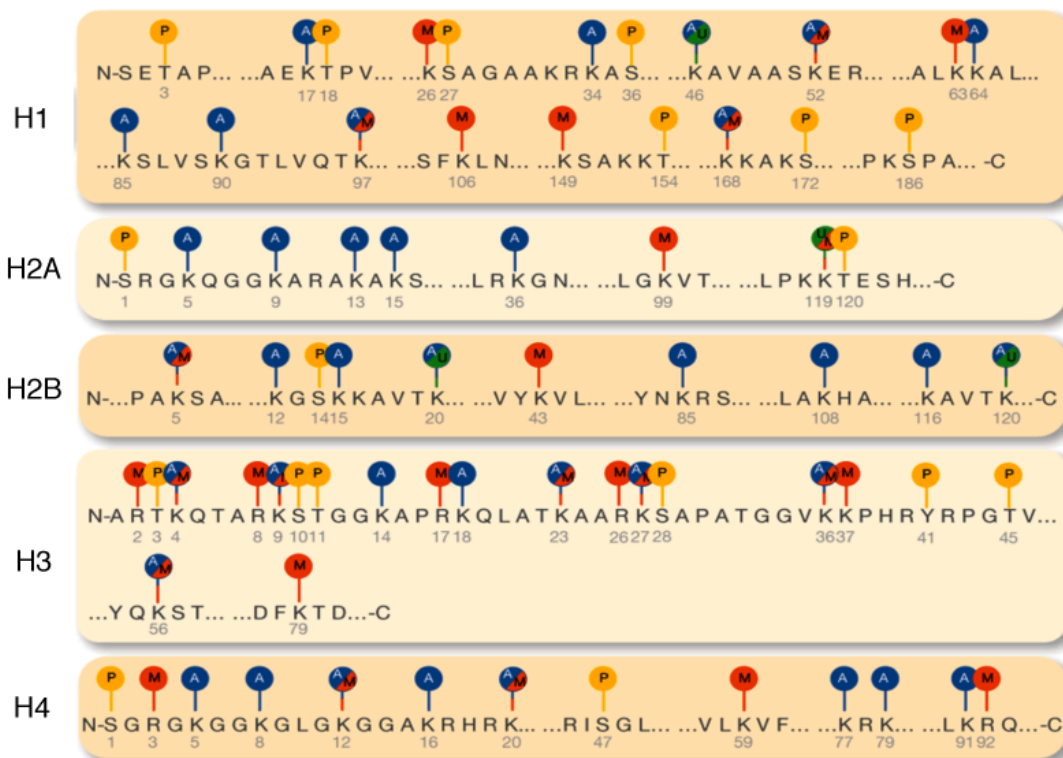 P A P M P A P A U A M M A
N-SETAP... ...AEKTPV... ...KSAGAAKRKAS... ...KAVAASKER... ...ALKKAL...
3 17 18 26 27 34 36 46 52 63 64
H1
A A A M M M P A M P P
...KSLVSKGTLVQTK... ...SFKLN... ...KSAKKT... ...KKAKS... ...PKSPA... -C
85 90 97 106 149 154 168 172 186
P A A A A A M U M P
H2A
N-SRGKQGGKARAKAKS... ...LRKGN... ...LGKVT... ...LPKKTESH...-C
1 5 9 13 15 36 99 119 120
A M A P A A U M A A A A U
H2B
N-...PAKSA... ...KGSKKAVTK... ...VYKVL... ...YNKRS... ...LAKHA... ...KAVTK...-C
5 12 14 15 20 43 85 108 116 120
M P A M M A M P P A M A A M M A M P A M M P P
N-ARTKQTARKSTGGKAPRKQLATKAARKSAPATGGVKKPHRYRPGTV...
2 3 4 8 9 10 11 14 17 18 23 26 27 28 36 37 41 45
H3
A M M
...YQKST... ...DFKTD...-C
56 79
P M A A A M A A M P M A A A M
H4
N-SGRGKGGKGLGKGGAKRHRK... ...RISGL... ...VLKVF... ...KRK... ...LKRQ...-C
1 3 5 8 12 16 20 47 59 77 79 91 92